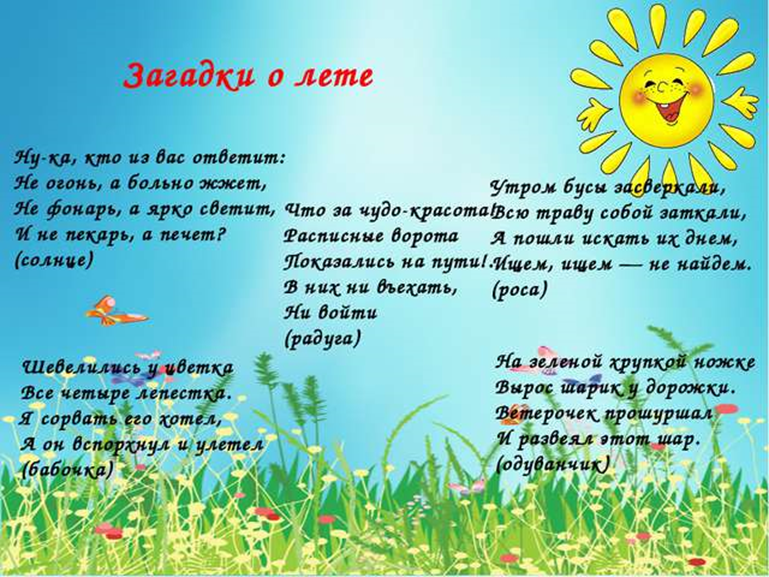 Загадки о лете
Ну-ка, кто из вас ответит:
Не огонь, а больно жжет,
Не фонарь, а ярко светит,
И не пекарь, а печет?
(солнце)
Что за чудо-красота!
Расписные ворота
Показались на пути!.
В них ни въехать,
Ни войти
(радуга)
Утром бусы засверкали,
Всю траву собой заткали,
А пошли искать их днем,
Ищем, ищем — не найдем.
(роса)
Шевелились у цветка
Все четыре лепестка.
Я сорвать его хотел,
А он вспорхнул и улетел
(бабочка)
На зеленой хрупкой ножке
Вырос шарик у дорожки.
Ветерочек прошуршал
И развеял этот шар.
(одуванчик)